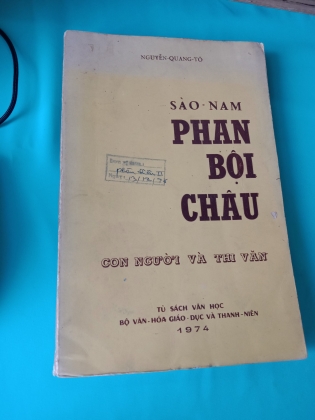 NGUYỄN-QUANG-TÔ
SÀO-NAM
PHAN
BỘI
CHÂU
CON NGƯỜI VÀ THI VĂN
TỦ SÁCH VĂN HỌC
BỘ VĂN-HÓA GIÁO-DỤC VÀ THANH-NIÊN
1974